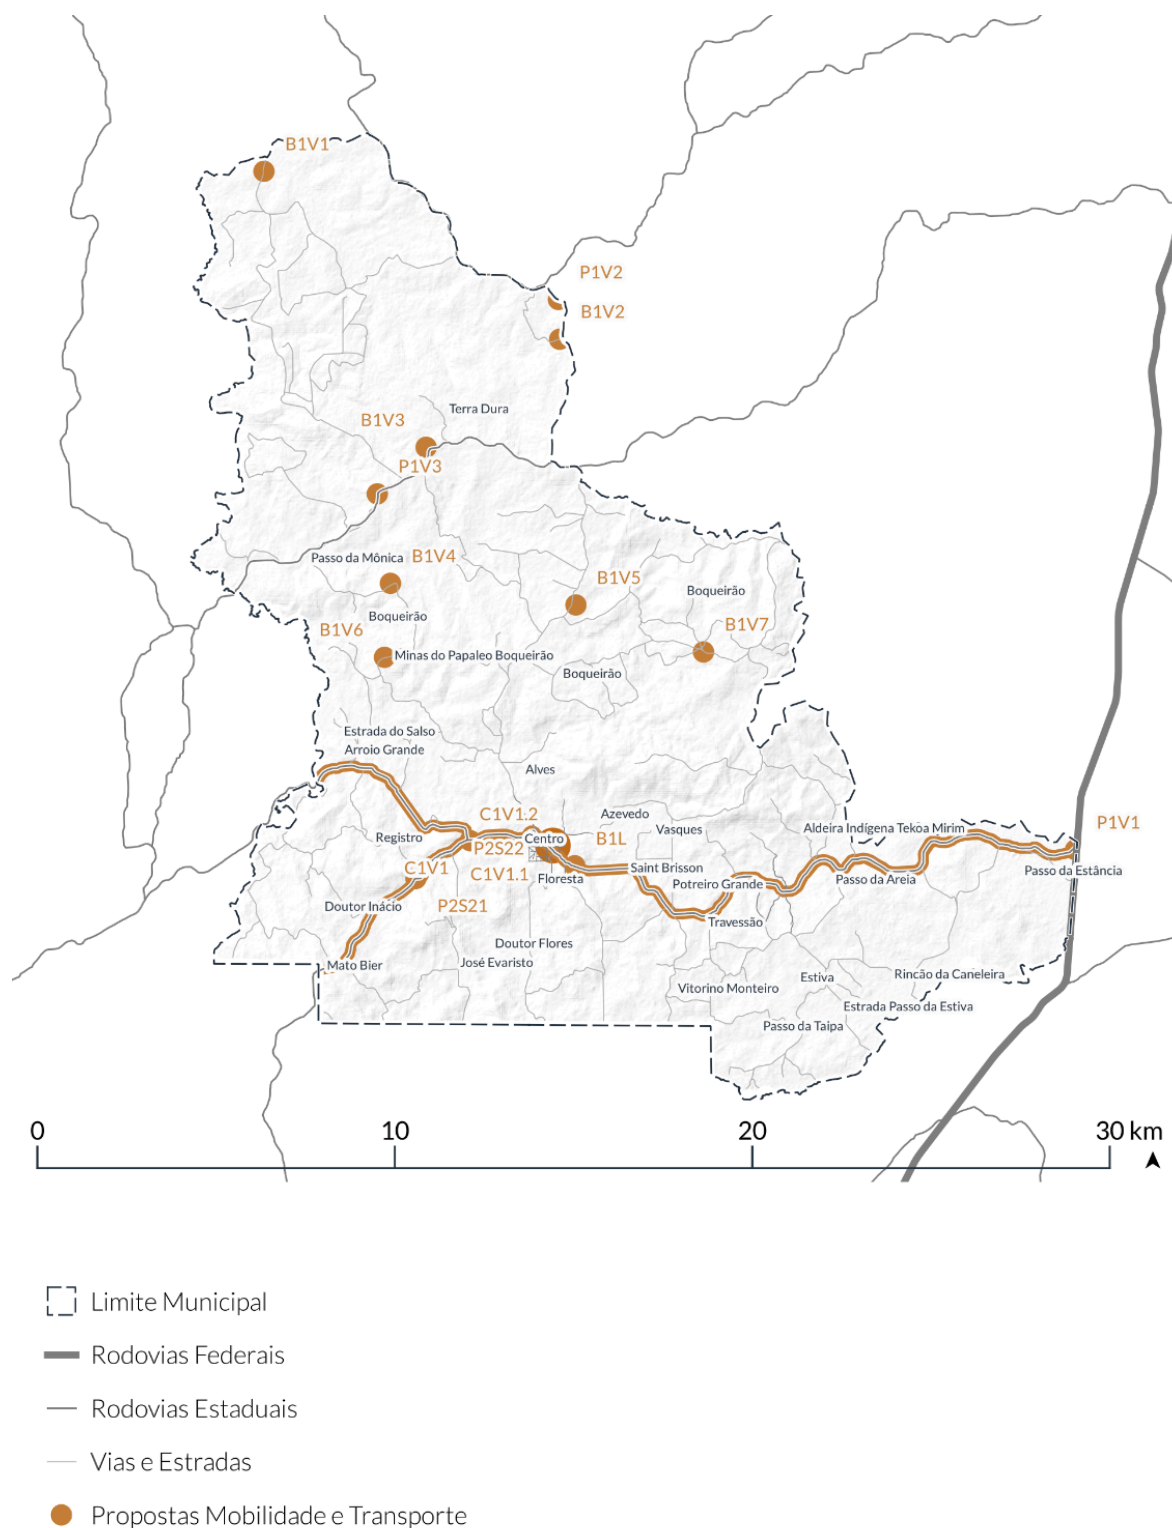 B1V1
P1V2
B1V2
Terra Dura
B1V3
P1V3
Passo da Mônica
B1V4
B1V5
Boqueirão
Boqueirão
B1V6
B1V7
Minas do Papaleo Boqueirão
Boqueirão
Estrada do Salso
Arroio Grande
Alves
C1V1.2
Azevedo
P1V1
Registro
Centro
B1L
Vasques
Aldeira Indígena Tekoa Mirim
P2S22
C1V1
C1V1.1
Floresta
Saint Brisson
Potreiro Grande
Passo da Areia
Passo da Estância
Doutor Inácio
P2S21
Travessão
Doutor Flores
Mato Bier
José Evaristo
Vitorino Monteiro
Estiva
Rincão da Caneleira
Estrada Passo da Estiva
Passo da Taipa
0 10 20 30 km
Limite Municipal
Rodovias Federais
Rodovias Estaduais
Vias e Estradas
Propostas Mobilidade e Transporte